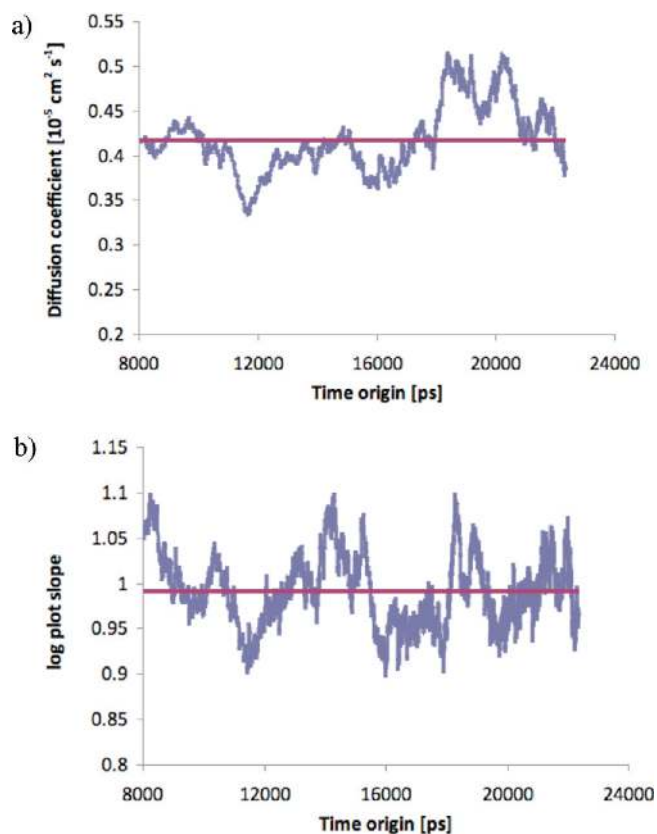 a)
Diffusion coefficient [10⁻⁵ cm² s⁻¹]
0.55
0.5
0.45
0.4
0.35
0.3
0.25
0.2
8000 12000 16000 20000 24000
Time origin [ps]
b)
log plot slope
1.15
1.1
1.05
1
0.95
0.9
0.85
0.8
8000 12000 16000 20000 24000
Time origin [ps]